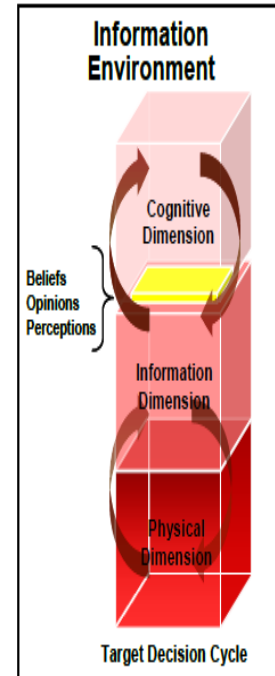 Information
Environment
Cognitive
Dimension
Beliefs
Opinions
Perceptions
Information
Dimension
Physical
Dimension
Target Decision Cycle